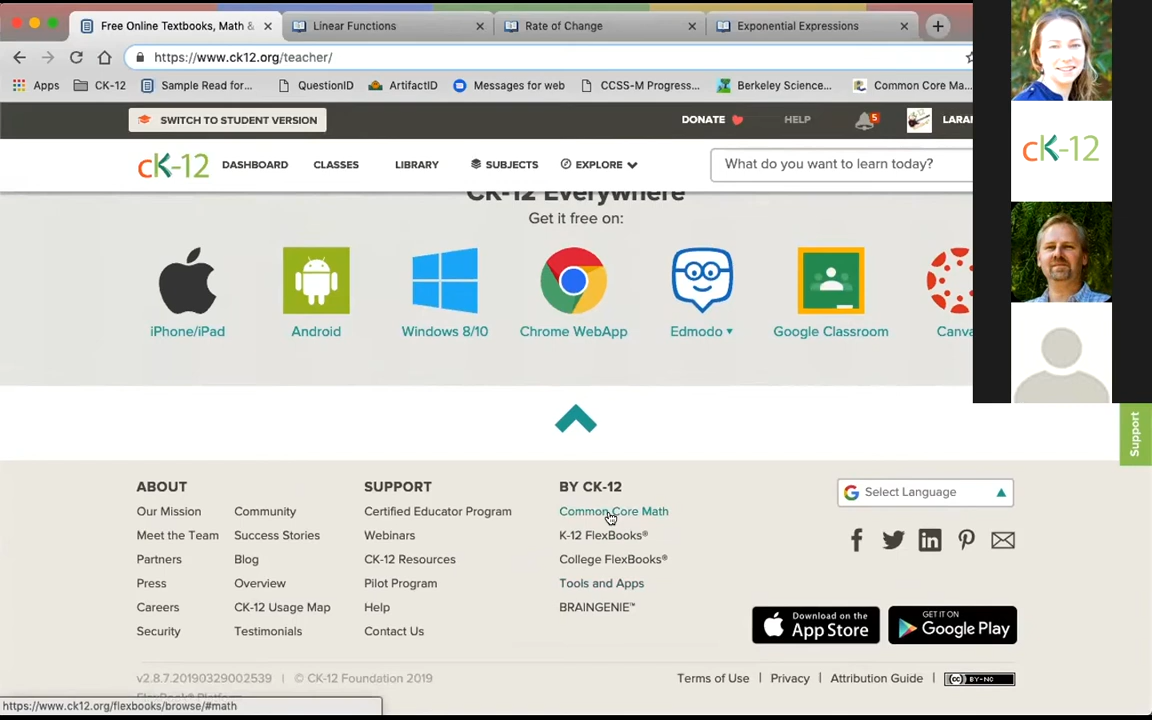 Free Online Textbooks, Math &
Linear Functions
Rate of Change
Exponential Expressions
https://www.ck12.org/teacher/
Apps
CK-12
Sample Read for...
QuestionID
ArtifactID
Messages for web
CCSS-M Progress...
Berkeley Science...
Common Core Ma...
SWITCH TO STUDENT VERSION
DONATE
HELP
5
LARA
cK-12
DASHBOARD
CLASSES
LIBRARY
SUBJECTS
EXPLORE
What do you want to learn today?
cK-12
CK-12 Everywhere
Get it free on:
iPhone/iPad
Android
Windows 8/10
Chrome WebApp
Edmodo
Google Classroom
Canva
Support
ABOUT
Our Mission
Meet the Team
Partners
Press
Careers
Security
Community
Success Stories
Blog
Overview
CK-12 Usage Map
Testimonials
SUPPORT
Certified Educator Program
Webinars
CK-12 Resources
Pilot Program
Help
Contact Us
BY CK-12
Common Core Math
K-12 FlexBooks®
College FlexBooks®
Tools and Apps
BRAINGENIE™
Select Language
Download on the
App Store
GET IT ON
Google Play
v2.8.7.20190329002539 | © CK-12 Foundation 2019
FlexBook® Platform
Terms of Use | Privacy | Attribution Guide |
(cc) BY-NC
https://www.ck12.org/flexbooks/browse/#math